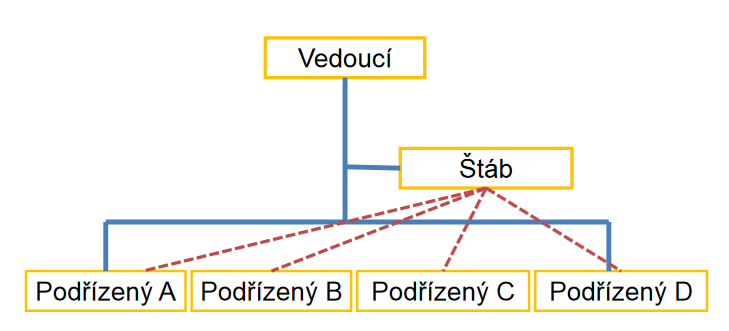 Vedoucí
Štáb
Podřízený A
Podřízený B
Podřízený C
Podřízený D